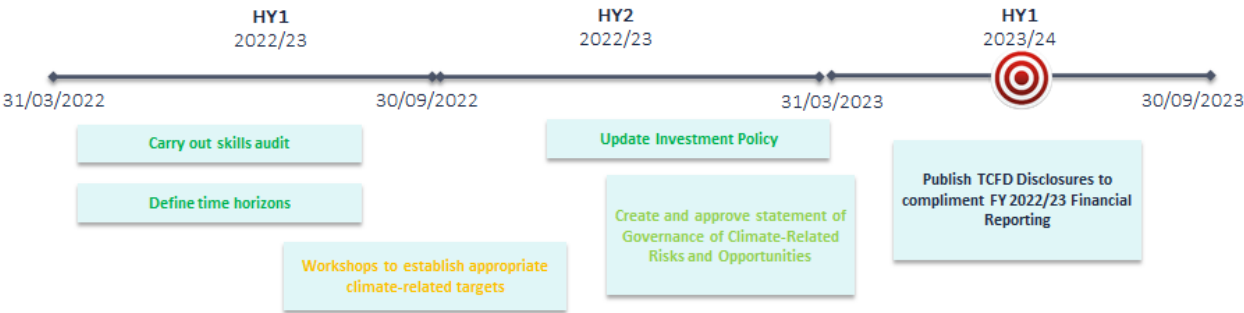 HY1
2022/23
HY2
2022/23
HY1
2023/24
31/03/2022
30/09/2022
31/03/2023
30/09/2023
Carry out skills audit
Define time horizons
Workshops to establish appropriate
climate-related targets
Update Investment Policy
Create and approve statement of
Governance of Climate-Related
Risks and Opportunities
Publish TCFD Disclosures to
compliment FY 2022/23 Financial
Reporting